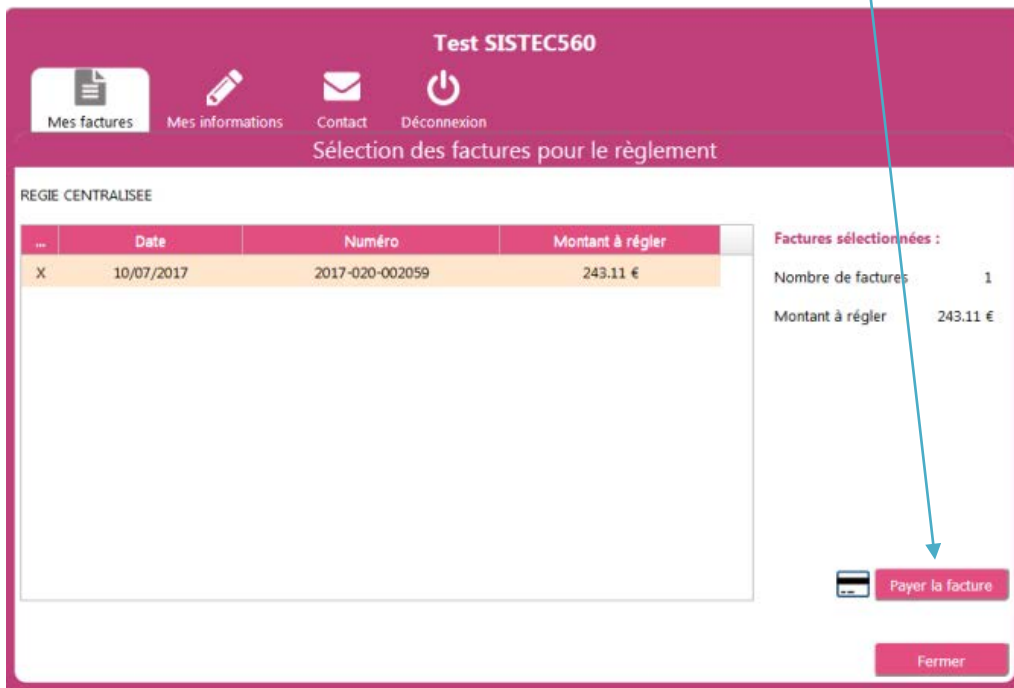 Test SISTEC560
Mes factures Mes informations Contact Déconnexion
Sélection des factures pour le règlement
REGIE CENTRALISEE
... Date Numéro Montant à régler
X 10/07/2017 2017-020-002059 243.11 €
Factures sélectionnées :
Nombre de factures 1
Montant à régler 243.11 €
Payer la facture
Fermer